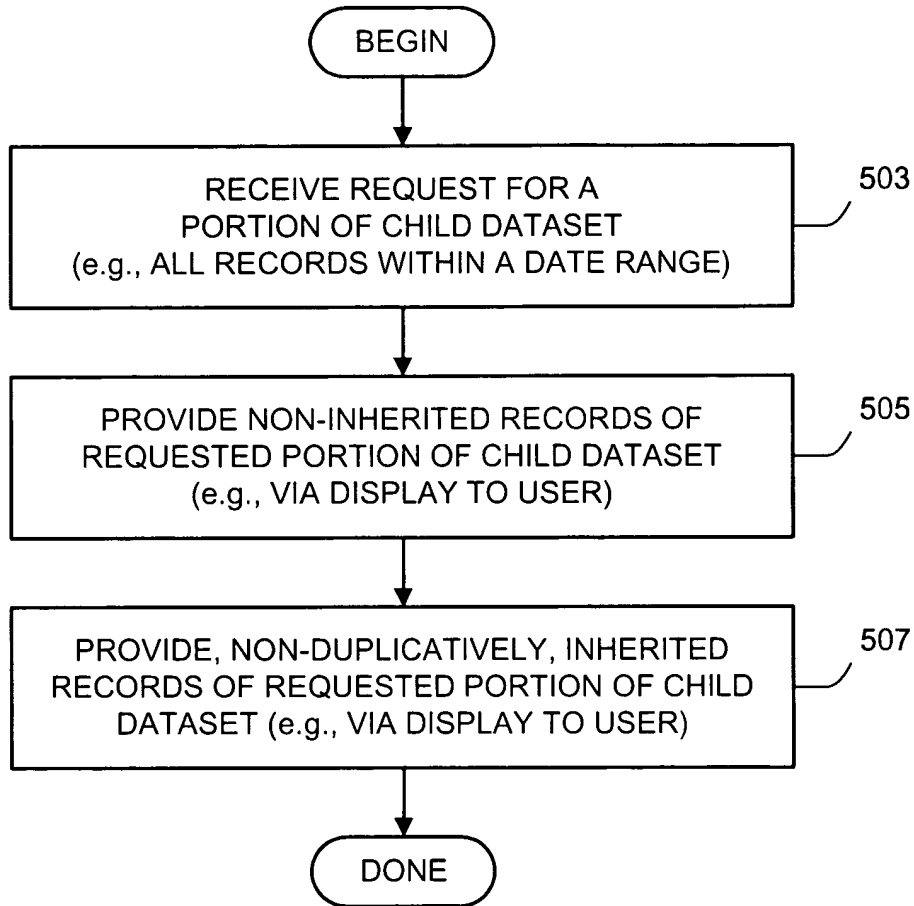 BEGIN
RECEIVE REQUEST FOR A
PORTION OF CHILD DATASET
(e.g., ALL RECORDS WITHIN A DATE RANGE)
503
PROVIDE NON-INHERITED RECORDS OF
REQUESTED PORTION OF CHILD DATASET
(e.g., VIA DISPLAY TO USER)
505
PROVIDE, NON-DUPLICATIVELY, INHERITED
RECORDS OF REQUESTED PORTION OF CHILD
DATASET (e.g., VIA DISPLAY TO USER)
507
DONE